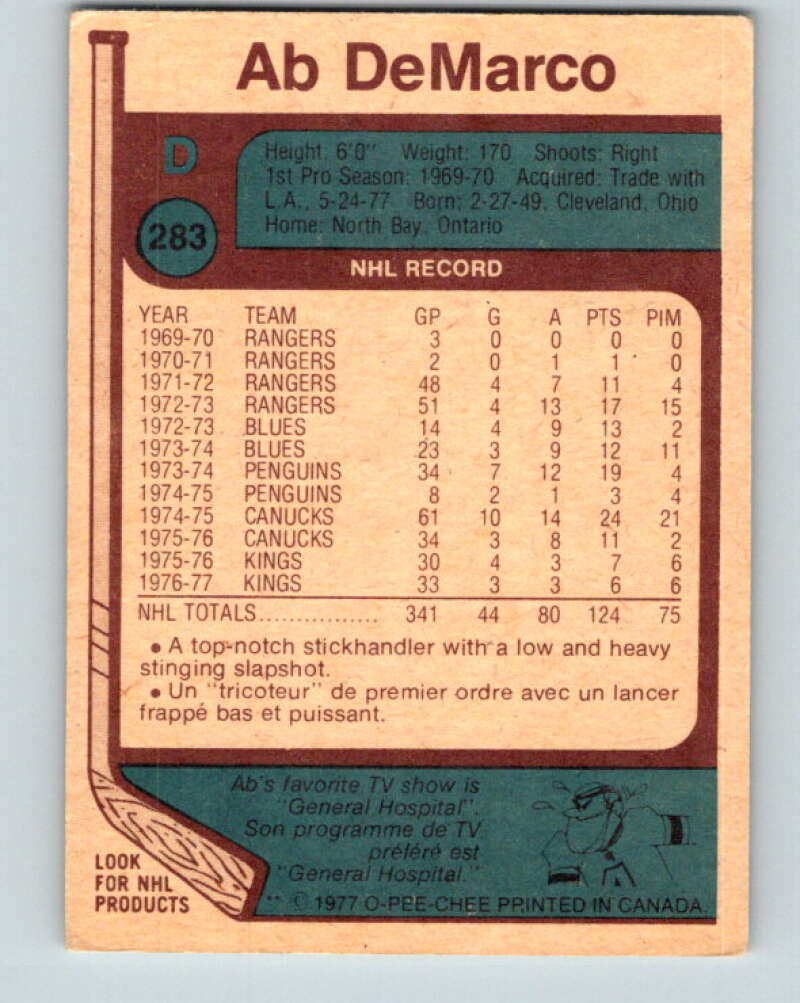 Ab DeMarco
D
Height: 6'0" Weight: 170 Shoots: Right
1st Pro Season: 1969-70 Acquired: Trade with
L.A., 5-24-77 Born: 2-27-49, Cleveland, Ohio
Home: North Bay, Ontario
283
NHL RECORD
YEAR TEAM GP G A PTS PIM
1969-70 RANGERS 3 0 0 0 0
1970-71 RANGERS 2 0 1 1 0
1971-72 RANGERS 48 4 7 11 4
1972-73 RANGERS 51 4 13 17 15
1972-73 BLUES 14 4 9 13 2
1973-74 BLUES 23 3 9 12 11
1973-74 PENGUINS 34 7 12 19 4
1974-75 PENGUINS 8 2 1 3 4
1974-75 CANUCKS 61 10 14 24 21
1975-76 CANUCKS 34 3 8 11 2
1975-76 KINGS 30 4 3 7 6
1976-77 KINGS 33 3 3 6 6
NHL TOTALS................ 341 44 80 124 75
• A top-notch stickhandler with a low and heavy
stinging slapshot.
• Un "tricoteur" de premier ordre avec un lancer
frappé bas et puissant.
Ab's favorite TV show is
"General Hospital".
Son programme de TV
préféré est
"General Hospital."
LOOK
FOR NHL
PRODUCTS
** © 1977 O-PEE-CHEE PRINTED IN CANADA.